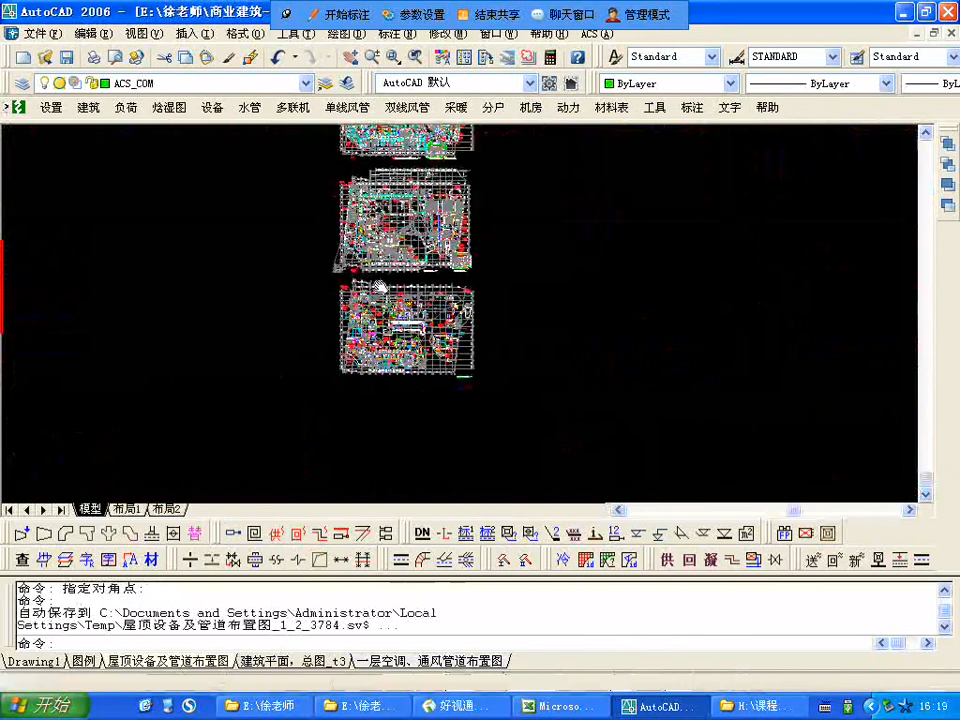 AutoCAD 2006 - [E:\徐老师\商业建筑-
开始标注 参数设置 结束共享 聊天窗口 管理模式
文件(F) 编辑(E) 视图(V) 插入(I) 格式(O) 工具(T) 绘图(D) 标注(N) 修改(M) 窗口(W) 帮助(H) ACS(A)
Standard STANDARD Standard
ACS_COM AutoCAD 默认 ByLayer ByLayer ByL
设置 建筑 负荷 焓湿图 设备 水管 多联机 单线风管 双线风管 采暖 分户 机房 动力 材料表 工具 标注 文字 帮助
模型 布局1 布局2
命令: 指定对角点:
命令:
自动保存到 C:\Documents and Settings\Administrator\Local
Settings\Temp\屋顶设备及管道布置图_1_2_3784.sv$ ...
命令:
Drawing1 图例 屋顶设备及管道布置图 建筑平面，总图_t3 一层空调、通风管道布置图
开始 E:\徐老师 E:\徐老... 好视通... Microso... AutoCAD... H:\课程... 16:19